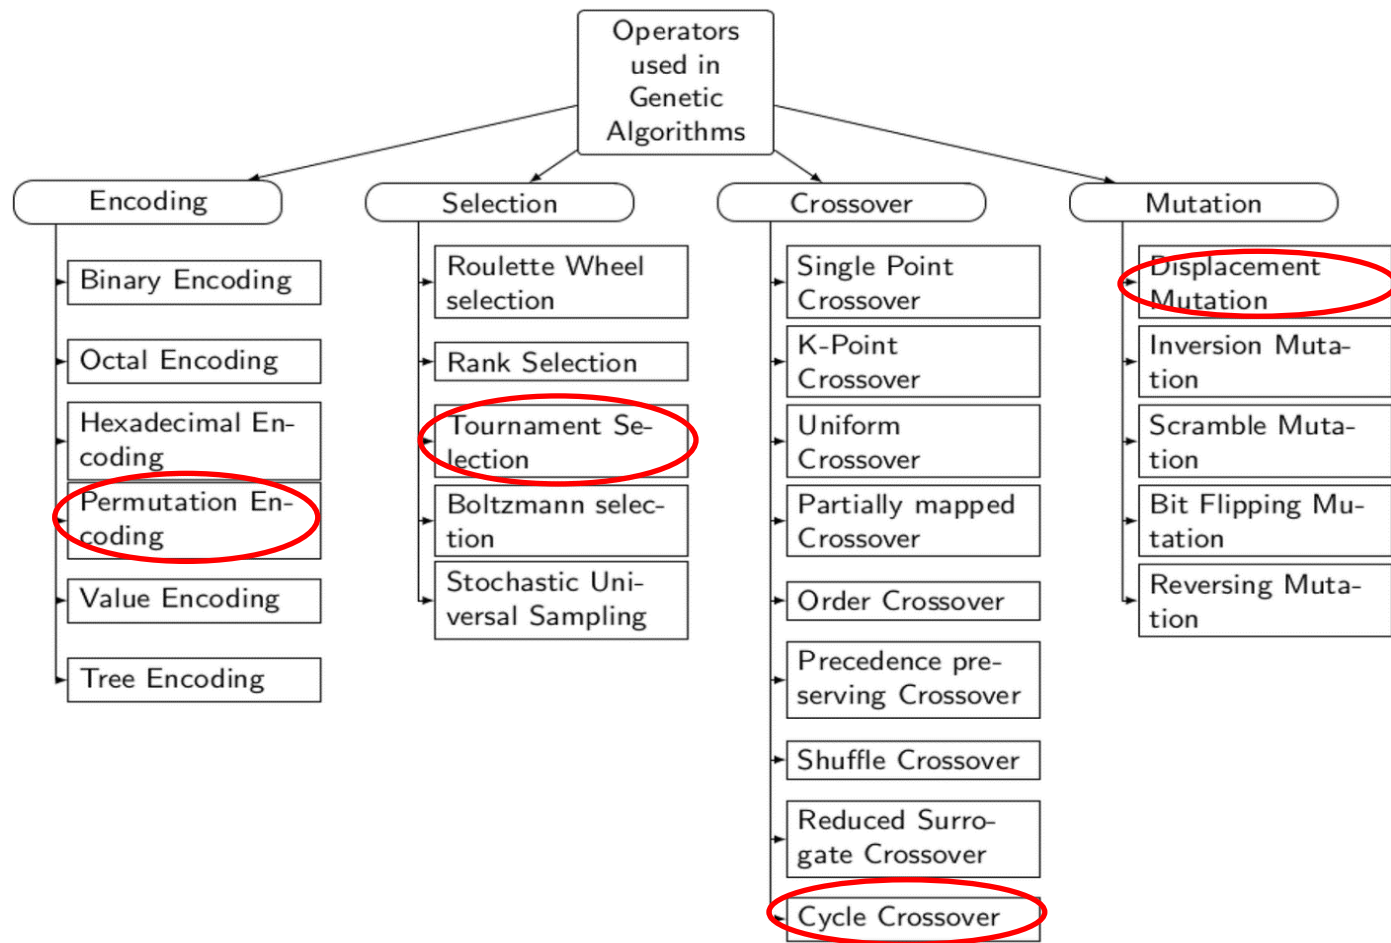 Operators
used in
Genetic
Algorithms
Encoding
Binary Encoding
Octal Encoding
Hexadecimal En-
coding
Permutation En-
coding
Value Encoding
Tree Encoding
Selection
Roulette Wheel
selection
Rank Selection
Tournament Se-
lection
Boltzmann selec-
tion
Stochastic Uni-
versal Sampling
Crossover
Single Point
Crossover
K-Point
Crossover
Uniform
Crossover
Partially mapped
Crossover
Order Crossover
Precedence pre-
serving Crossover
Shuffle Crossover
Reduced Surro-
gate Crossover
Cycle Crossover
Mutation
Displacement
Mutation
Inversion Muta-
tion
Scramble Muta-
tion
Bit Flipping Mu-
tation
Reversing Muta-
tion